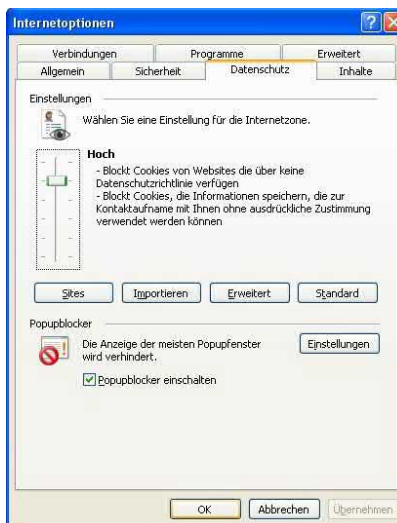 Internetoptionen
Verbindungen Programme Erweitert
Allgemein Sicherheit Datenschutz Inhalte
Einstellungen
Wählen Sie eine Einstellung für die Internetzone.
Hoch
- Blockt Cookies von Websites die über keine
Datenschutzrichtlinie verfügen
- Blockt Cookies, die Informationen speichern, die zur
Kontaktaufname mit Ihnen ohne ausdrückliche Zustimmung
verwendet werden können
Sites Importieren Erweitert Standard
Popupblocker
Die Anzeige der meisten Popupfenster
wird verhindert.
Einstellungen
Popupblocker einschalten
OK Abbrechen Übernehmen